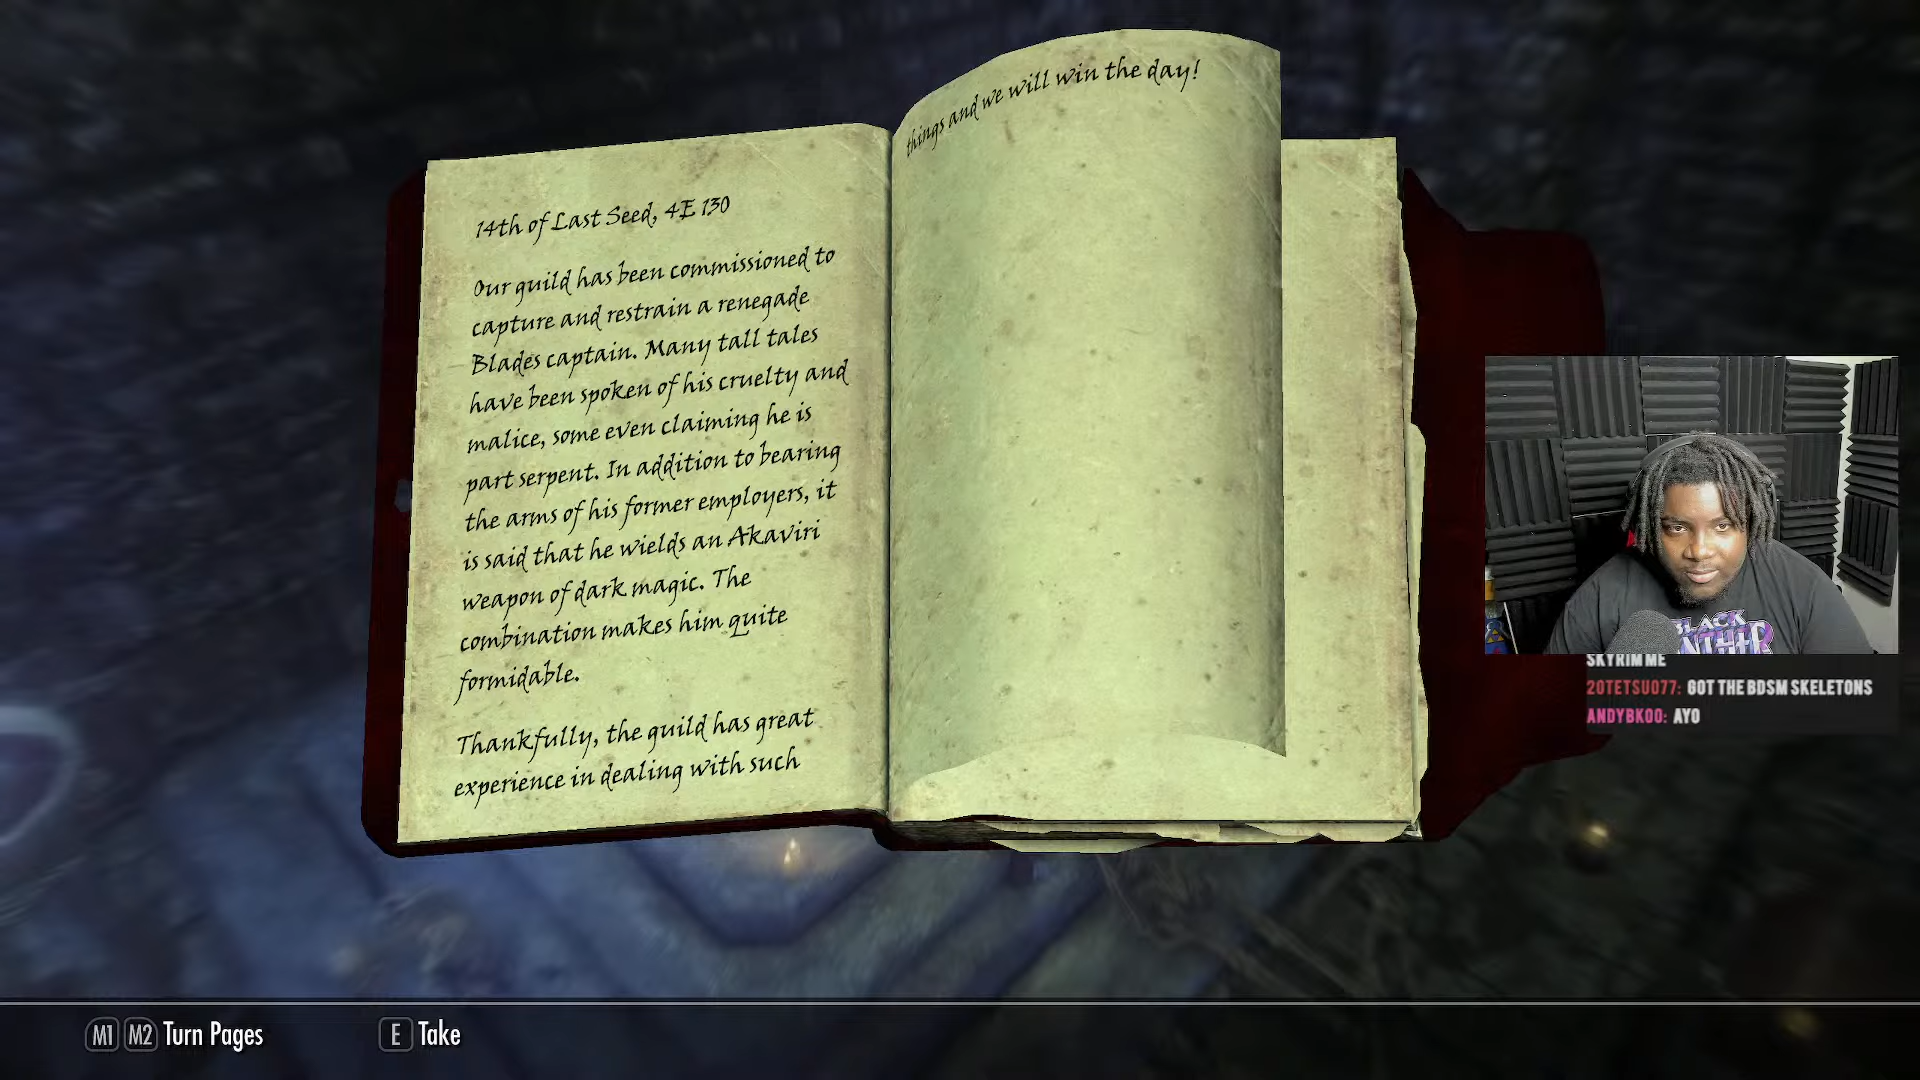 14th of Last Seed, 4E 130
Our guild has been commissioned to
capture and restrain a renegade
Blades captain. Many tall tales
have been spoken of his cruelty and
malice, some even claiming he is
part serpent. In addition to bearing
the arms of his former employers, it
is said that he wields an Akaviri
weapon of dark magic. The
combination makes him quite
formidable.
Thankfully, the guild has great
experience in dealing with such
things and we will win the day!
BLACK
SKYRIM ME
20TETSU077: GOT THE BDSM SKELETONS
ANDYBKOO: AYO
M1 M2 Turn Pages
E Take